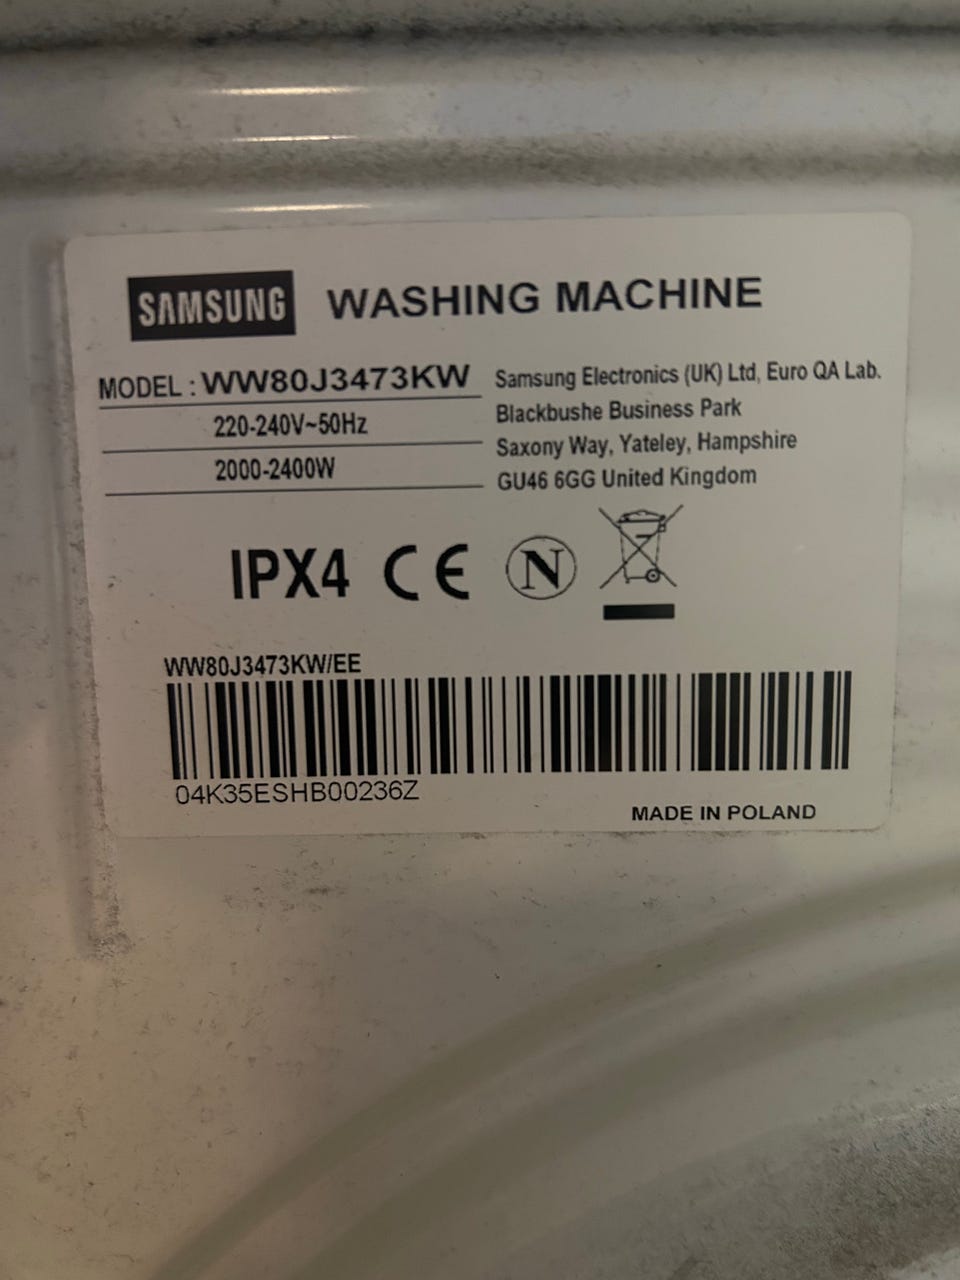 SAMSUNG WASHING MACHINE
MODEL : WW80J3473KW
220-240V~50Hz
2000-2400W
Samsung Electronics (UK) Ltd, Euro QA Lab.
Blackbushe Business Park
Saxony Way, Yateley, Hampshire
GU46 6GG United Kingdom
IPX4 CE N
WW80J3473KW/EE
04K35ESHB00236Z
MADE IN POLAND